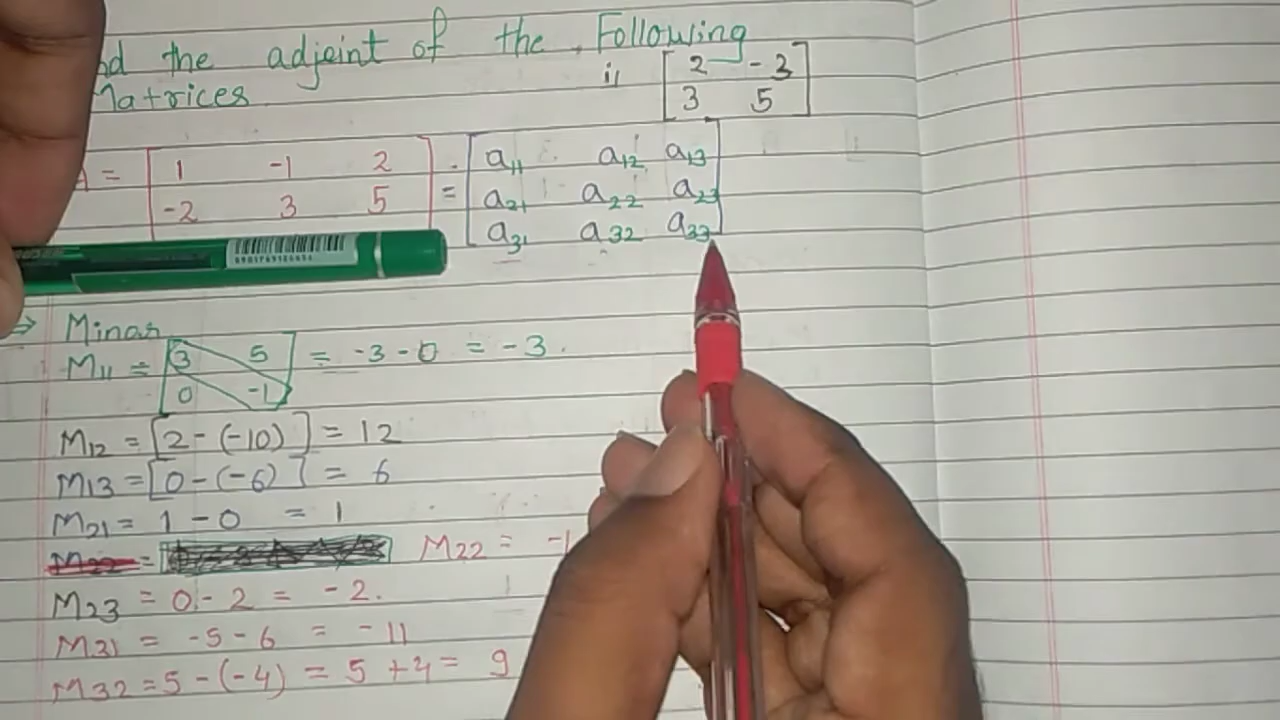 the adjoint of the Following
Matrices i) [2 -3
3 5]
= [1 -1 2
-2 3 5] = [a11 a12 a13
a21 a22 a23
a31 a32 a33]
⇒ Minar
M11 = [3 5
0 -1] = -3 - 0 = -3.
M12 = [2-(-10)] = 12
M13 = [0-(-6)] = 6
M21 = 1 - 0 = 1
M22 = -1
M23 = 0 - 2 = -2.
M31 = -5 - 6 = -11
M32 = 5-(-4) = 5 + 4 = 9